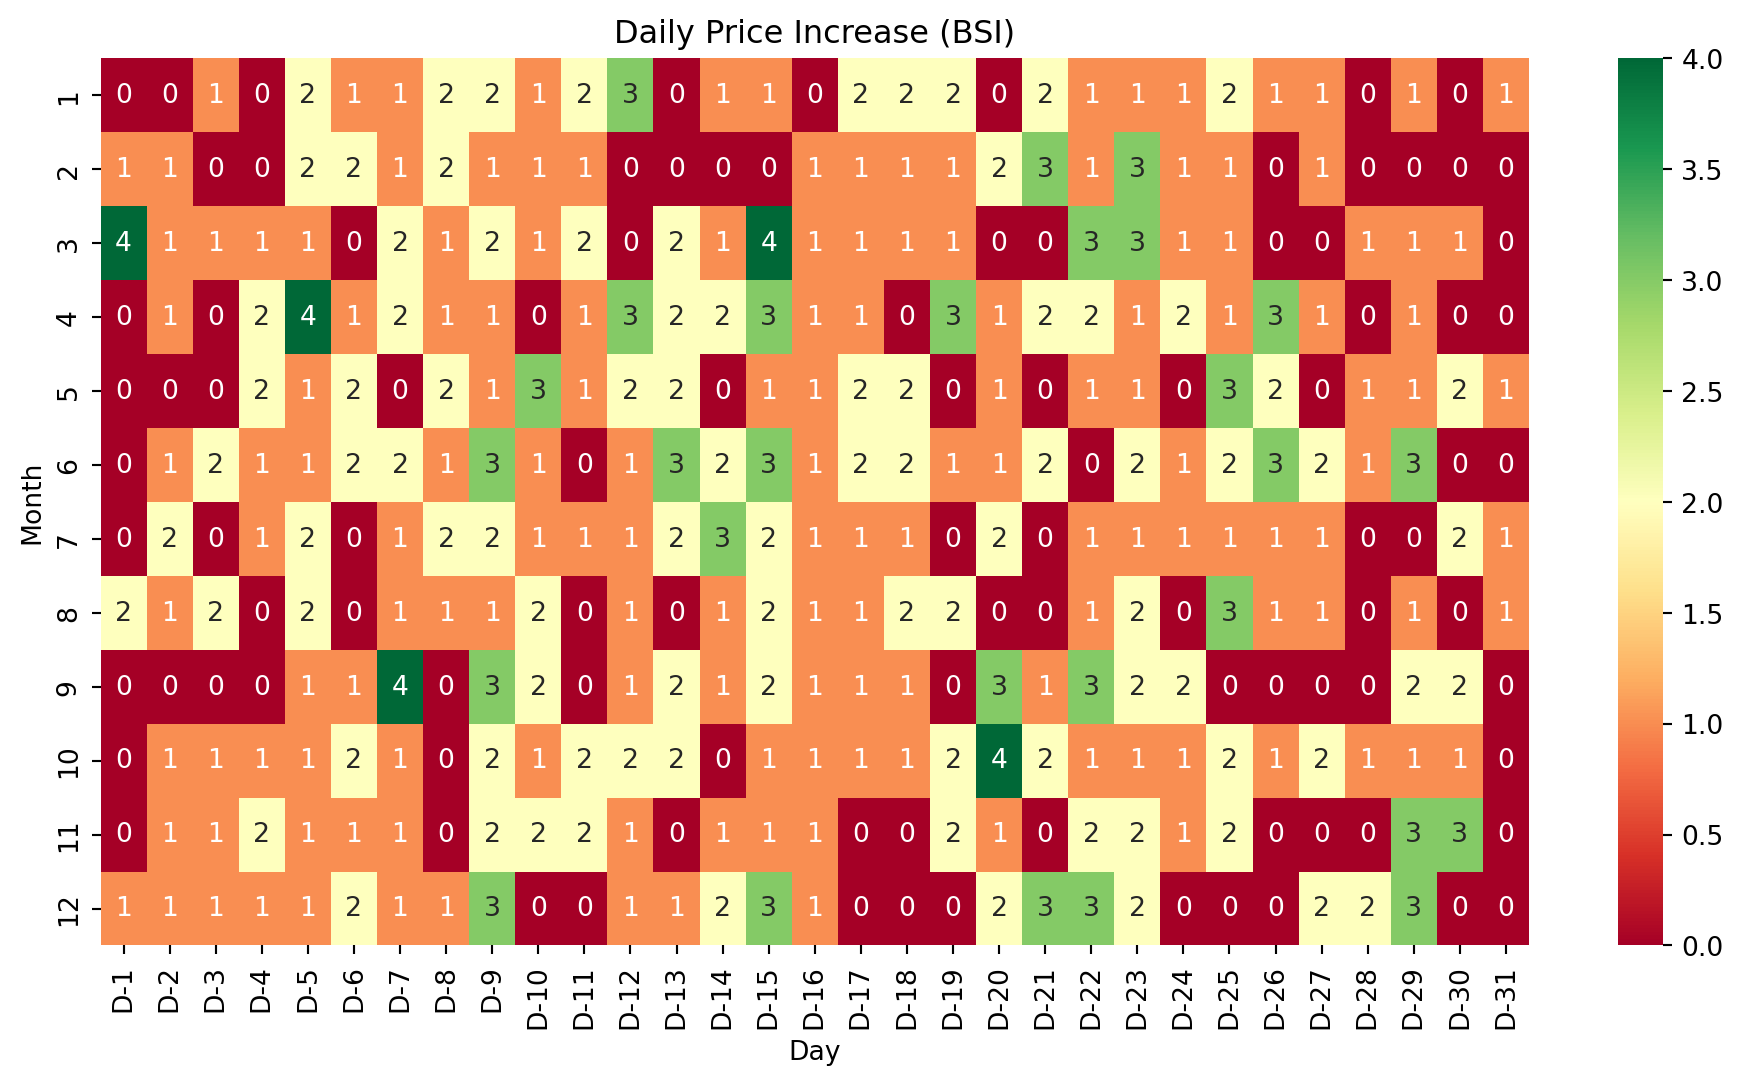 Daily Price Increase (BSI)
1 0 0 1 0 2 1 1 2 2 1 2 3 0 1 1 0 2 2 2 0 2 1 1 1 2 1 1 0 1 0 1
2 1 1 0 0 2 2 1 2 1 1 1 0 0 0 0 1 1 1 1 2 3 1 3 1 1 0 1 0 0 0 0
3 4 1 1 1 1 0 2 1 2 1 2 0 2 1 4 1 1 1 1 0 0 3 3 1 1 0 0 1 1 1 0
4 0 1 0 2 4 1 2 1 1 0 1 3 2 2 3 1 1 0 3 1 2 2 1 2 1 3 1 0 1 0 0
5 0 0 0 2 1 2 0 2 1 3 1 2 2 0 1 1 2 2 0 1 0 1 1 0 3 2 0 1 1 2 1
6 0 1 2 1 1 2 2 1 3 1 0 1 3 2 3 1 2 2 1 1 2 0 2 1 2 3 2 1 3 0 0
7 0 2 0 1 2 0 1 2 2 1 1 1 2 3 2 1 1 1 0 2 0 1 1 1 1 1 1 0 0 2 1
8 2 1 2 0 2 0 1 1 1 2 0 1 0 1 2 1 1 2 2 0 0 1 2 0 3 1 1 0 1 0 1
9 0 0 0 0 1 1 4 0 3 2 0 1 2 1 2 1 1 1 0 3 1 3 2 2 0 0 0 0 2 2 0
10 0 1 1 1 1 2 1 0 2 1 2 2 2 0 1 1 1 1 2 4 2 1 1 1 2 1 2 1 1 1 0
11 0 1 1 2 1 1 1 0 2 2 2 1 0 1 1 1 0 0 2 1 0 2 2 1 2 0 0 0 3 3 0
12 1 1 1 1 1 2 1 1 3 0 0 1 1 2 3 1 0 0 0 2 3 3 2 0 0 0 2 2 3 0 0
Month
D-1 D-2 D-3 D-4 D-5 D-6 D-7 D-8 D-9 D-10 D-11 D-12 D-13 D-14 D-15 D-16 D-17 D-18 D-19 D-20 D-21 D-22 D-23 D-24 D-25 D-26 D-27 D-28 D-29 D-30 D-31
Day
4.0
3.5
3.0
2.5
2.0
1.5
1.0
0.5
0.0